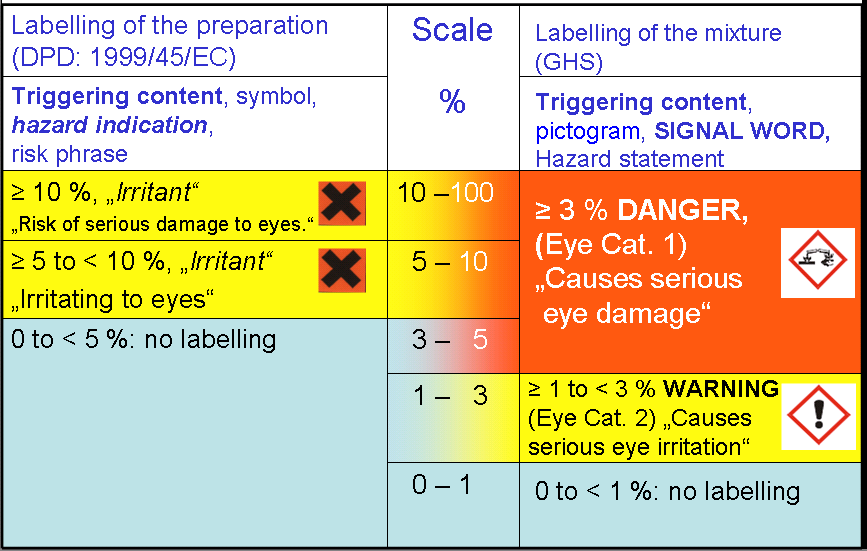 Labelling of the preparation
(DPD: 1999/45/EC)
Scale
%
Labelling of the mixture
(GHS)
Triggering content, symbol,
hazard indication,
risk phrase
Triggering content,
pictogram, SIGNAL WORD,
Hazard statement
≥ 10 %, „Irritant“
„Risk of serious damage to eyes.“
10 –100
≥ 3 % DANGER,
(Eye Cat. 1)
„Causes serious
eye damage“
≥ 5 to < 10 %, „Irritant“
„Irritating to eyes“
5 – 10
0 to < 5 %: no labelling
3 – 5
1 – 3
≥ 1 to < 3 % WARNING
(Eye Cat. 2) „Causes
serious eye irritation“
0 – 1
0 to < 1 %: no labelling